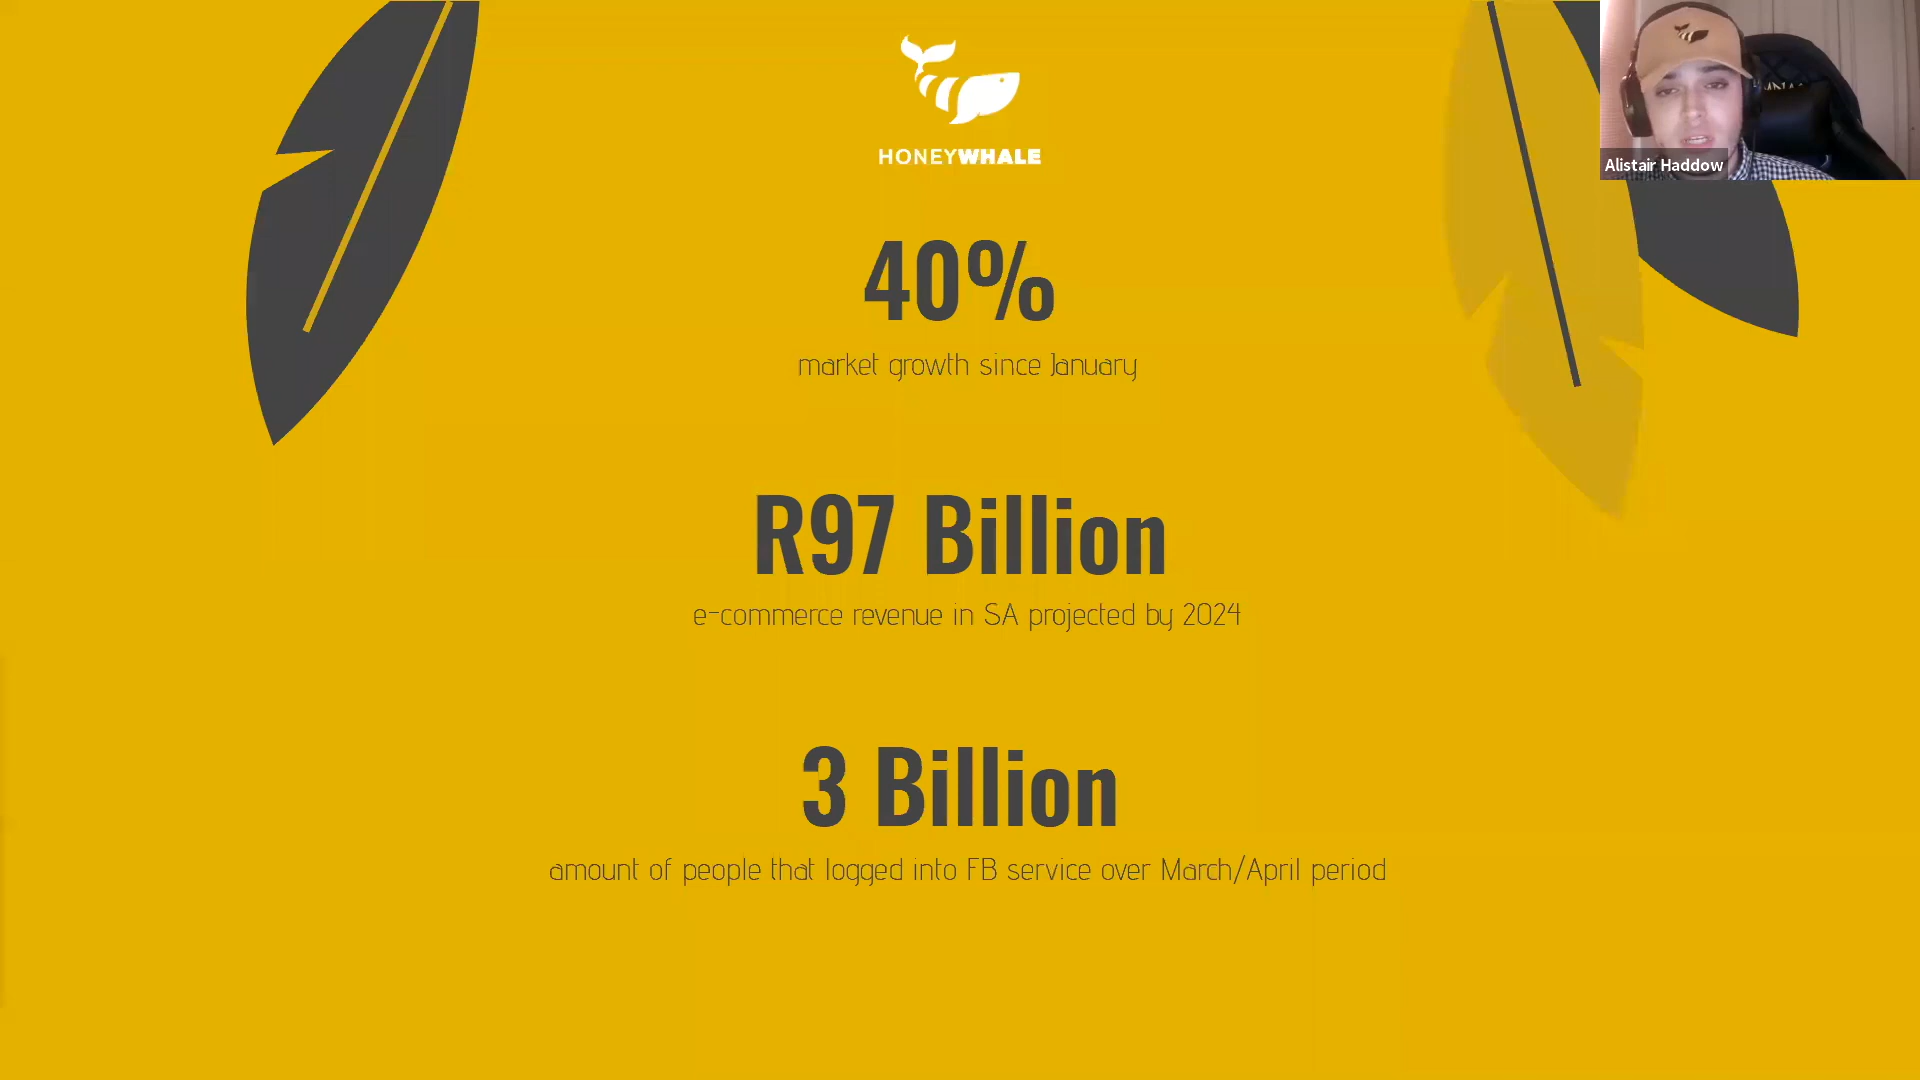 HONEYWHALE
Alistair Haddow
40%
market growth since January
R97 Billion
e-commerce revenue in SA projected by 2024
3 Billion
amount of people that logged into FB service over March/April period